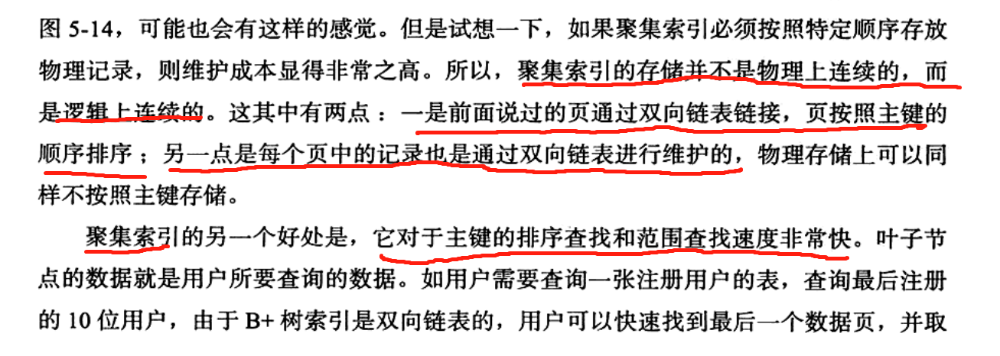 图 5-14，可能也会有这样的感觉。但是试想一下，如果聚集索引必须按照特定顺序存放
物理记录，则维护成本显得非常之高。所以，聚集索引的存储并不是物理上连续的，而
是逻辑上连续的。这其中有两点：一是前面说过的页通过双向链表链接，页按照主键的
顺序排序；另一点是每个页中的记录也是通过双向链表进行维护的，物理存储上可以同
样不按照主键存储。
聚集索引的另一个好处是，它对于主键的排序查找和范围查找速度非常快。叶子节
点的数据就是用户所要查询的数据。如用户需要查询一张注册用户的表，查询最后注册
的 10 位用户，由于 B+ 树索引是双向链表的，用户可以快速找到最后一个数据页，并取